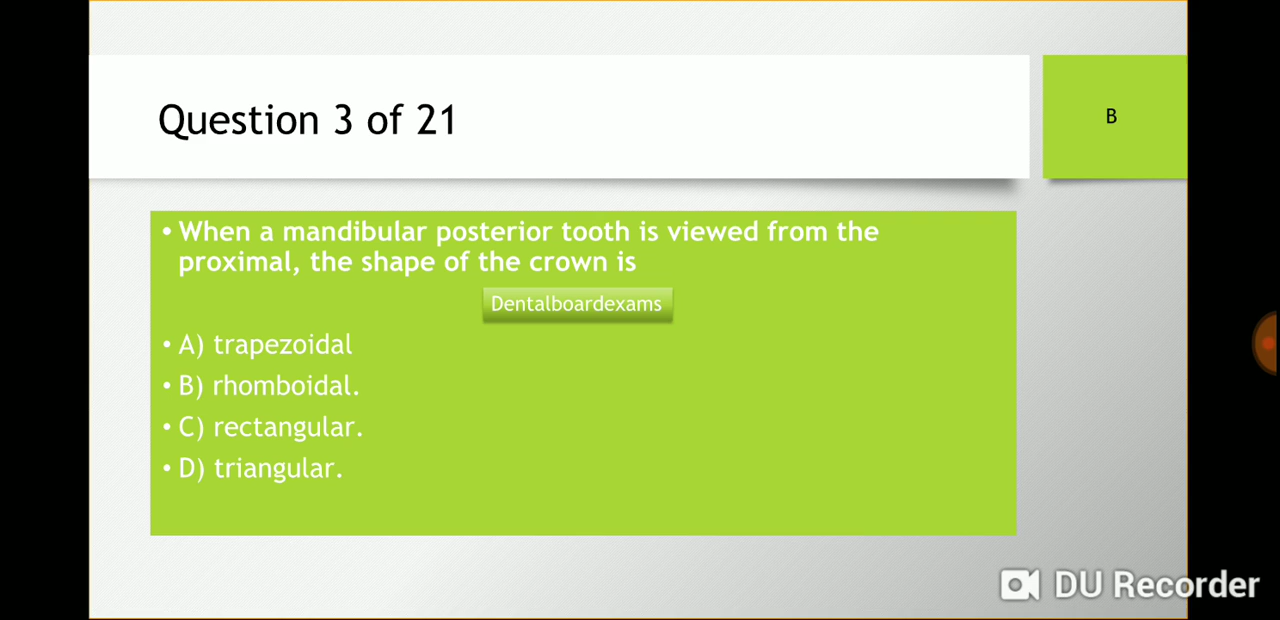 Question 3 of 21
B
• When a mandibular posterior tooth is viewed from the
proximal, the shape of the crown is
Dentalboardexams
• A) trapezoidal
• B) rhomboidal.
• C) rectangular.
• D) triangular.
DU Recorder